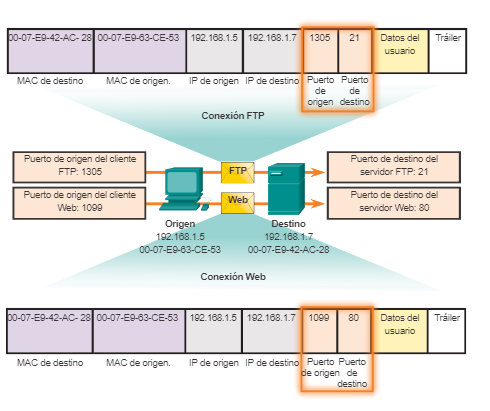 00-07-E9-42-AC- 28 00-07-E9-63-CE-53 192.168.1.5 192.168.1.7 1305 21 Datos del usuario Tráiler
MAC de destino MAC de origen. IP de origen IP de destino Puerto de origen Puerto de destino
Conexión FTP
Puerto de origen del cliente
FTP: 1305
FTP
Puerto de destino del
servidor FTP: 21
Puerto de origen del cliente
Web: 1099
Web
Puerto de destino del
servidor Web: 80
Origen
192.168.1.5
00-07-E9-63-CE-53
Destino
192.168.1.7
00-07-E9-42-AC-28
Conexión Web
00-07-E9-42-AC- 28 00-07-E9-63-CE-53 192.168.1.5 192.168.1.7 1099 80 Datos del usuario Tráiler
MAC de destino MAC de origen. IP de origen IP de destino Puerto de origen Puerto de destino